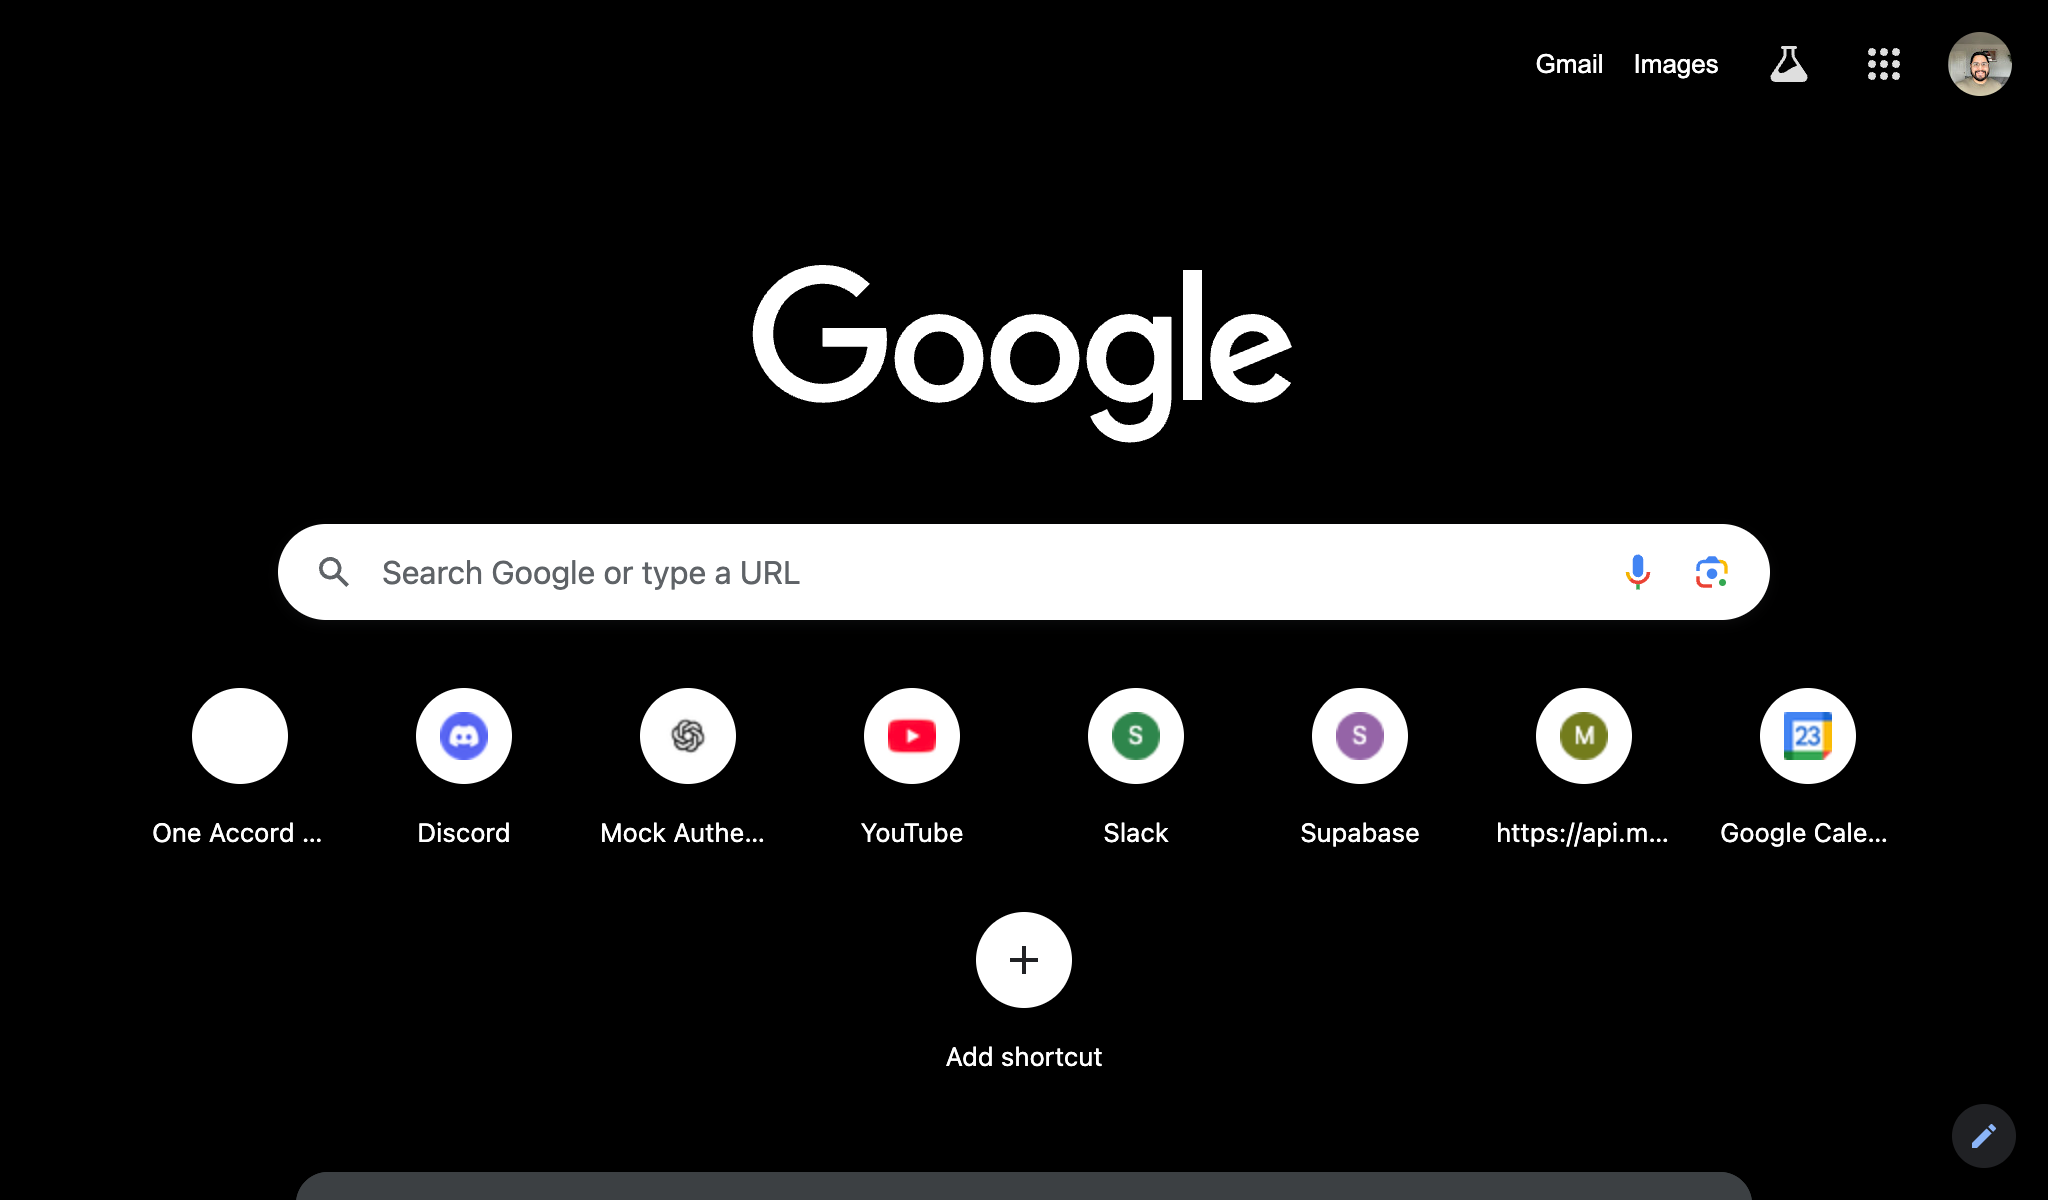 Gmail Images
Google
Search Google or type a URL
S S M 23
One Accord ... Discord Mock Authe... YouTube Slack Supabase https://api.m... Google Cale...
Add shortcut